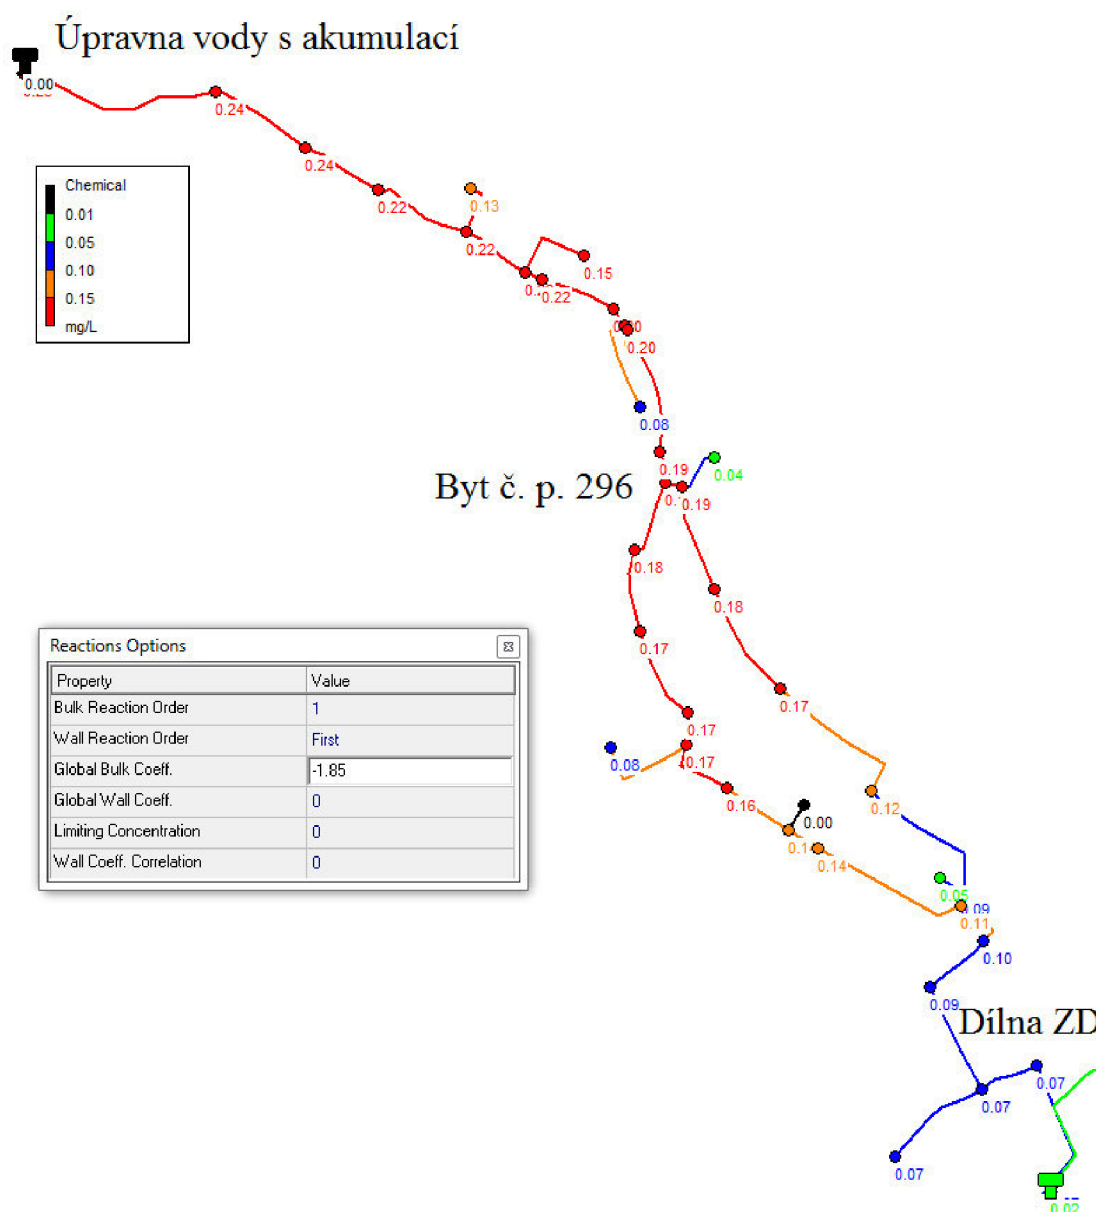 Úpravna vody s akumulací
0.00
0.24
Chemical
0.01
0.05
0.10
0.15
mg/L
0.24
0.22
0.13
0.22
0.15
0.22
0.20
0.08
0.19
0.04
Byt č. p. 296
0.19
0.18
0.18
Reactions Options
Property Value
Bulk Reaction Order 1
Wall Reaction Order First
Global Bulk Coeff. -1.85
Global Wall Coeff. 0
Limiting Concentration 0
Wall Coeff. Correlation 0
0.17
0.17
0.17
0.08
0.17
0.16
0.12
0.00
0.14
0.05
0.09
0.11
0.10
0.09
Dílna ZD
0.07
0.07
0.07
0.02